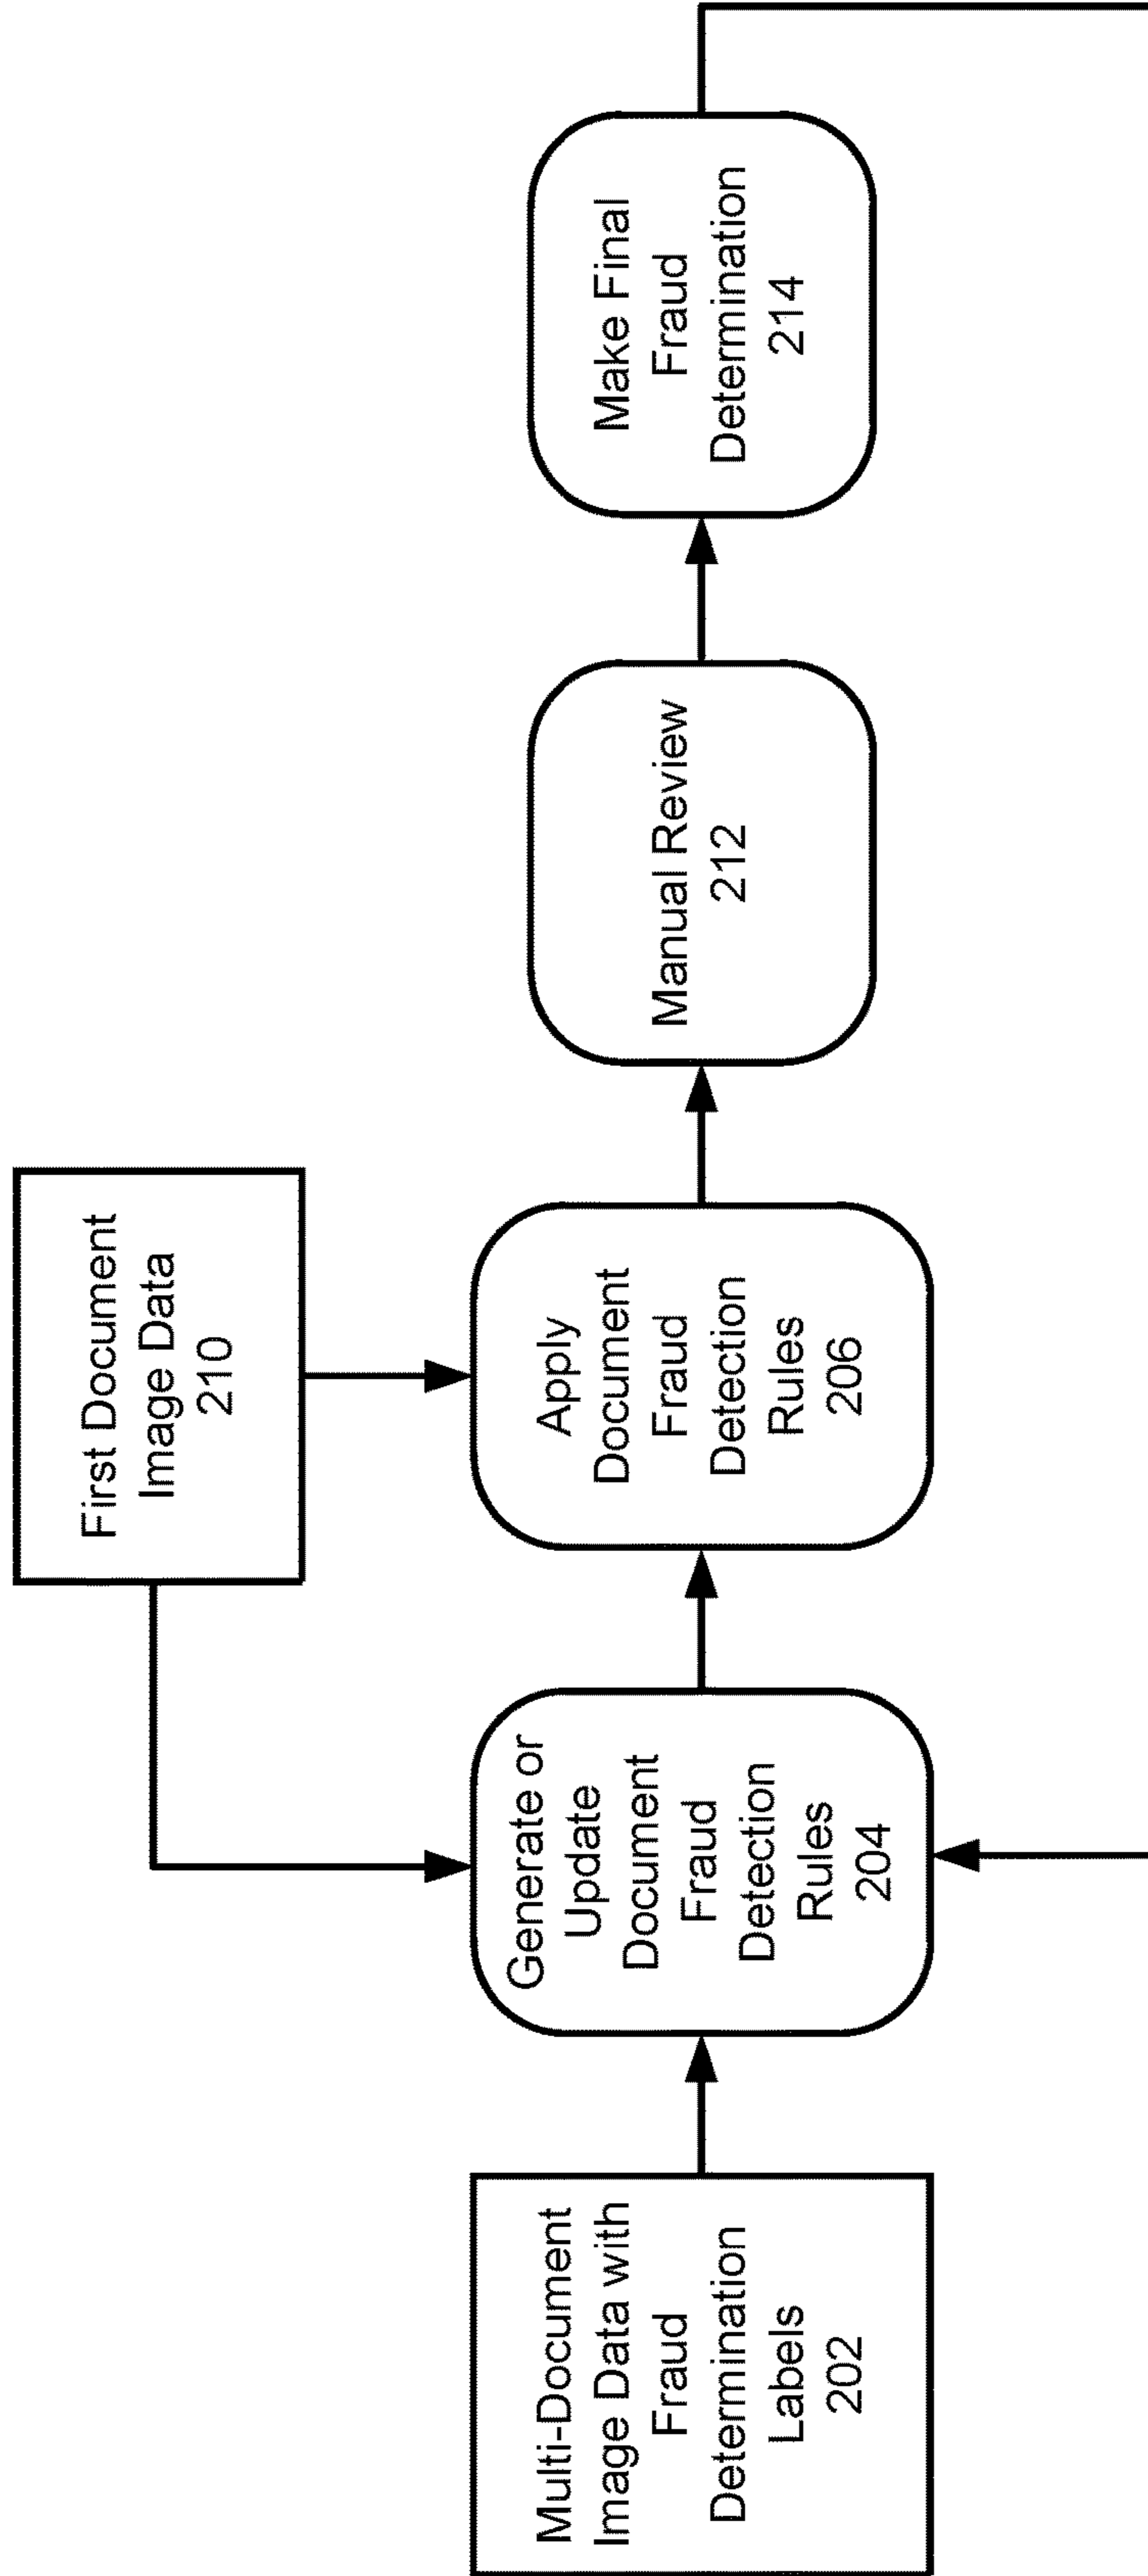 First Document
Image Data
210
Multi-Document
Image Data with
Fraud
Determination
Labels
202
Generate or
Update
Document
Fraud
Detection
Rules
204
Apply
Document
Fraud
Detection
Rules
206
Manual Review
212
Make Final
Fraud
Determination
214